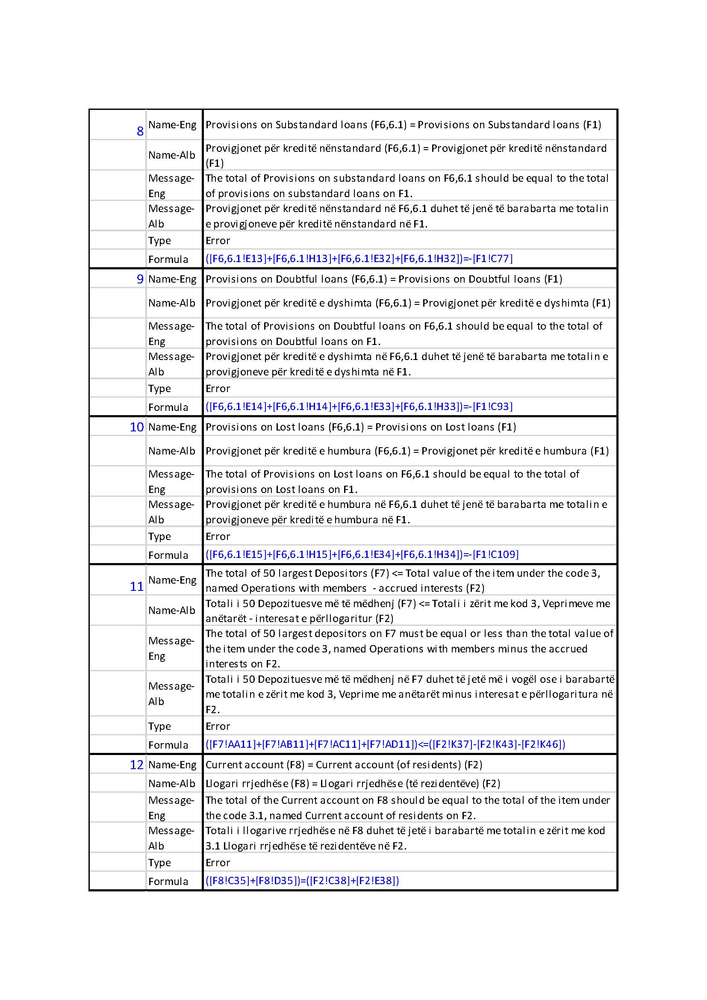 8 Name-Eng Provisions on Substandard loans (F6,6.1) = Provisions on Substandard loans (F1)
Name-Alb Provigjonet për kreditë nënstandard (F6,6.1) = Provigjonet për kreditë nënstandard
(F1)
Message-Eng The total of Provisions on substandard loans on F6,6.1 should be equal to the total
of provisions on substandard loans on F1.
Message-Alb Provigjonet për kreditë nënstandard në F6,6.1 duhet të jenë të barabarta me totalin
e provigjoneve për kreditë nënstandard në F1.
Type Error
Formula ([F6,6.1!E13]+[F6,6.1!H13]+[F6,6.1!E32]+[F6,6.1!H32])=-[F1!C77]
9 Name-Eng Provisions on Doubtful loans (F6,6.1) = Provisions on Doubtful loans (F1)
Name-Alb Provigjonet për kreditë e dyshimta (F6,6.1) = Provigjonet për kreditë e dyshimta (F1)
Message-Eng The total of Provisions on Doubtful loans on F6,6.1 should be equal to the total of
provisions on Doubtful loans on F1.
Message-Alb Provigjonet për kreditë e dyshimta në F6,6.1 duhet të jenë të barabarta me totalin e
provigjoneve për kreditë e dyshimta në F1.
Type Error
Formula ([F6,6.1!E14]+[F6,6.1!H14]+[F6,6.1!E33]+[F6,6.1!H33])=-[F1!C93]
10 Name-Eng Provisions on Lost loans (F6,6.1) = Provisions on Lost loans (F1)
Name-Alb Provigjonet për kreditë e humbura (F6,6.1) = Provigjonet për kreditë e humbura (F1)
Message-Eng The total of Provisions on Lost loans on F6,6.1 should be equal to the total of
provisions on Lost loans on F1.
Message-Alb Provigjonet për kreditë e humbura në F6,6.1 duhet të jenë të barabarta me totalin e
provigjoneve për kreditë e humbura në F1.
Type Error
Formula ([F6,6.1!E15]+[F6,6.1!H15]+[F6,6.1!E34]+[F6,6.1!H34])=-[F1!C109]
11 Name-Eng The total of 50 largest Depositors (F7) <= Total value of the item under the code 3,
named Operations with members - accrued interests (F2)
Name-Alb Totali i 50 Depozituesve më të mëdhenj (F7) <= Totali i zërit me kod 3, Veprimeve me
anëtarët - interesat e përllogaritur (F2)
Message-Eng The total of 50 largest depositors on F7 must be equal or less than the total value of
the item under the code 3, named Operations with members minus the accrued
interests on F2.
Message-Alb Totali i 50 Depozituesve më të mëdhenj në F7 duhet të jetë më i vogël ose i barabartë
me totalin e zërit me kod 3, Veprime me anëtarët minus interesat e përllogaritura në
F2.
Type Error
Formula ([F7!AA11]+[F7!AB11]+[F7!AC11]+[F7!AD11])<=([F2!K37]-[F2!K43]-[F2!K46])
12 Name-Eng Current account (F8) = Current account (of residents) (F2)
Name-Alb Llogari rrjedhëse (F8) = Llogari rrjedhëse (të rezidentëve) (F2)
Message-Eng The total of the Current account on F8 should be equal to the total of the item under
the code 3.1, named Current account of residents on F2.
Message-Alb Totali i llogarive rrjedhëse në F8 duhet të jetë i barabartë me totalin e zërit me kod
3.1 Llogari rrjedhëse të rezidentëve në F2.
Type Error
Formula ([F8!C35]+[F8!D35])=([F2!C38]+[F2!E38])